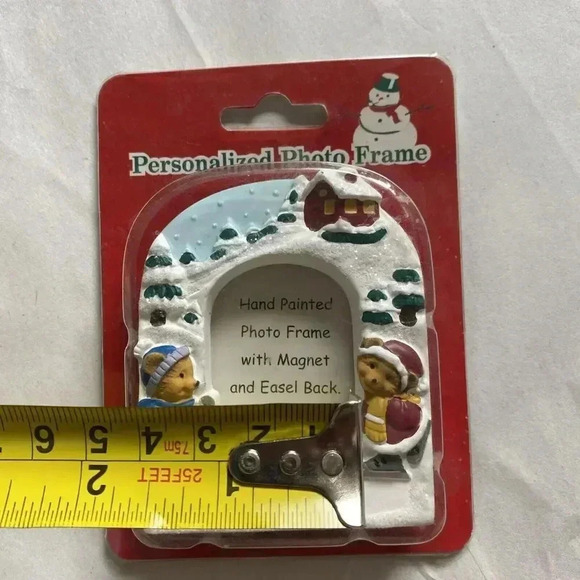 Personalized Photo Frame
Hand Painted
Photo Frame
with Magnet
and Easel Back.
6 5 4 3 2 1
7.5m
25FEET
2 1